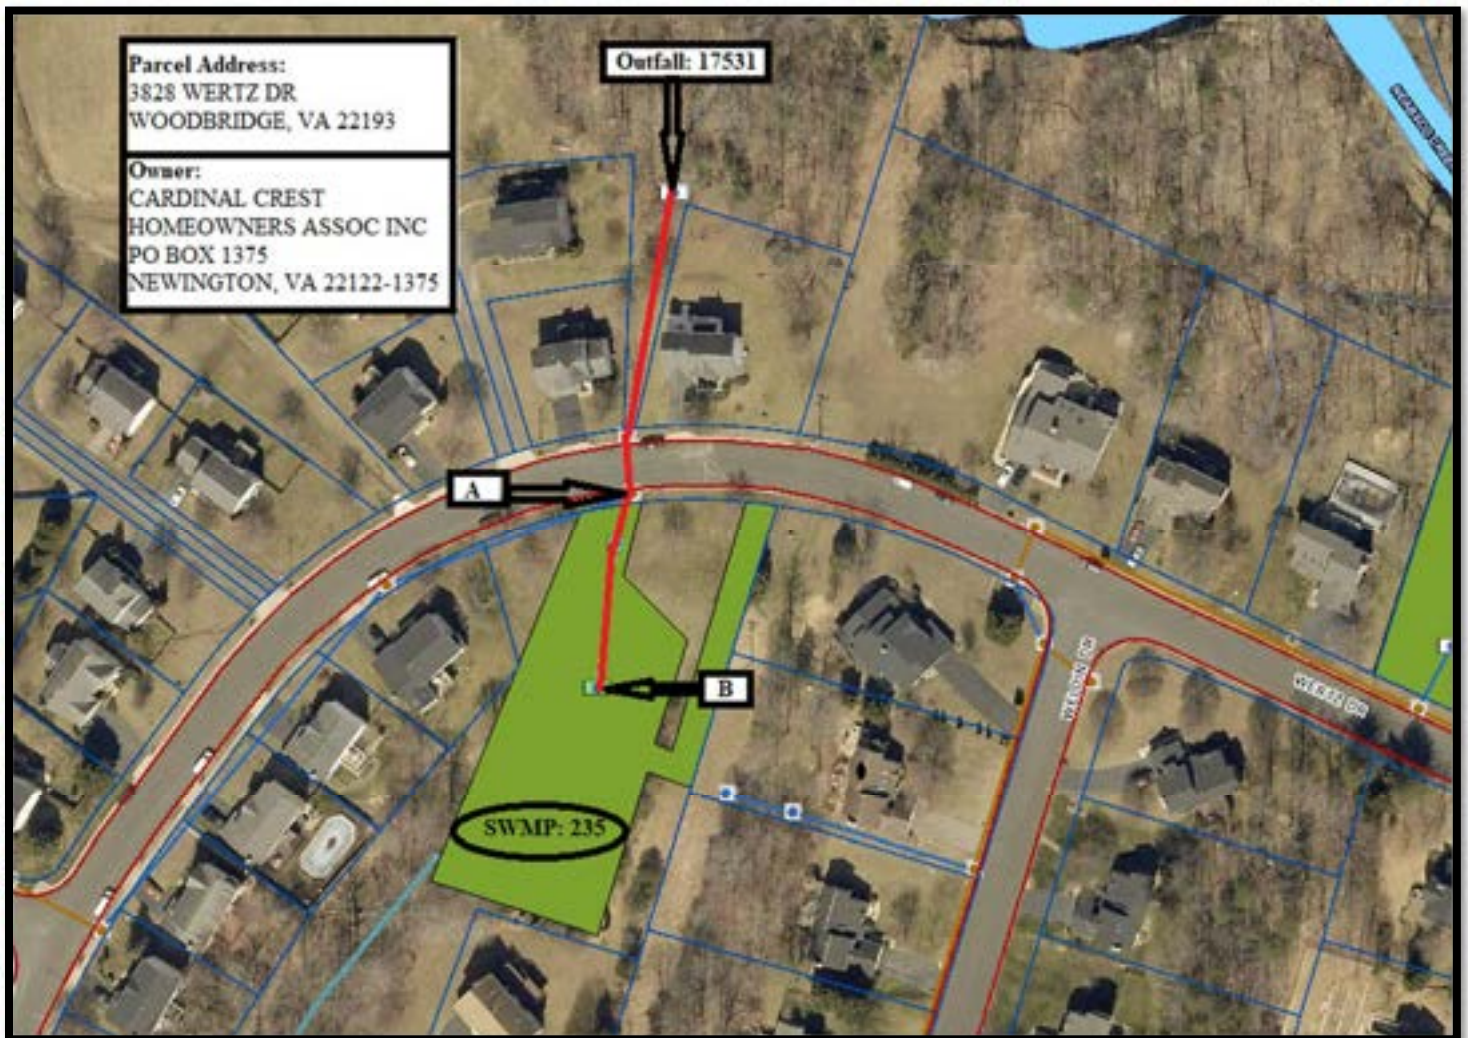 Parcel Address:
3828 WERTZ DR
WOODBRIDGE, VA 22193
Owner:
CARDINAL CREST
HOMEOWNERS ASSOC INC
PO BOX 1375
NEWINGTON, VA 22122-1375
Outfall: 17531
A
B
SWMP: 235
WERTZ DR